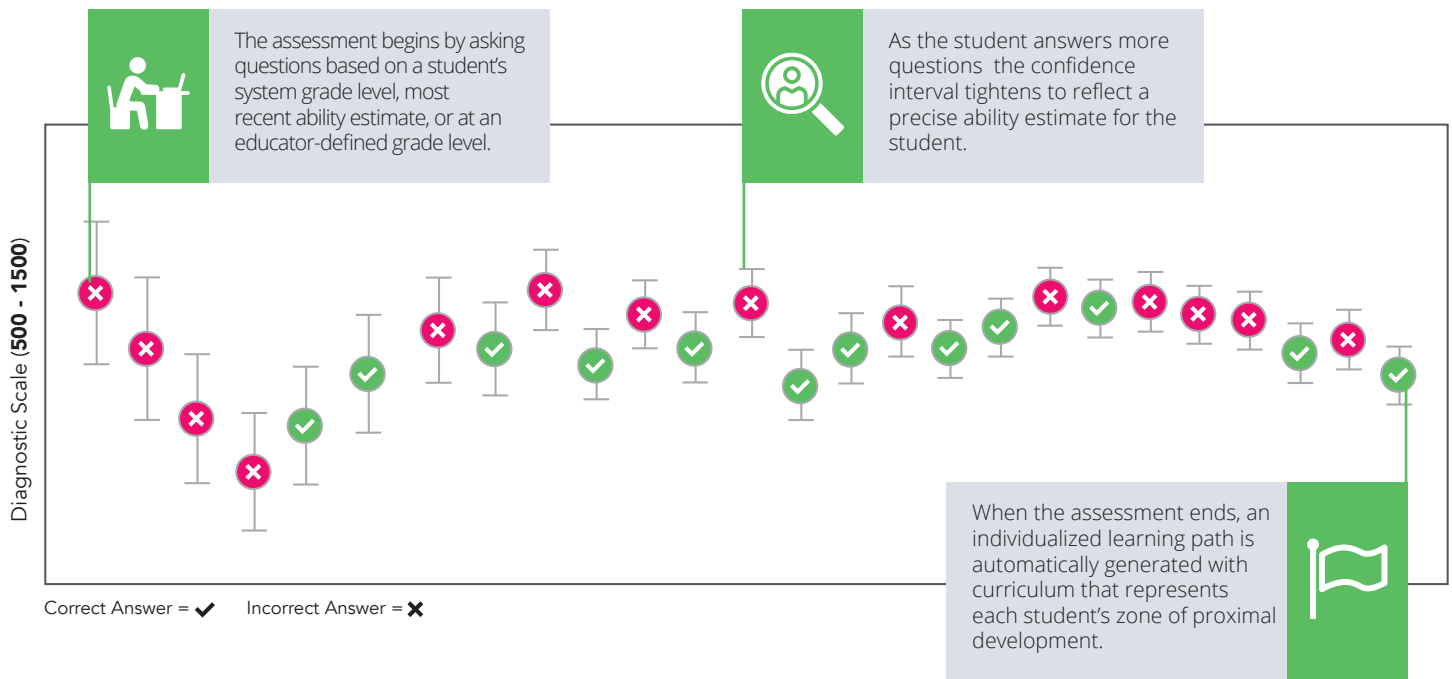 The assessment begins by asking
questions based on a student's
system grade level, most
recent ability estimate, or at an
educator-defined grade level.
As the student answers more
questions the confidence
interval tightens to reflect a
precise ability estimate for the
student.
Diagnostic Scale (500 - 1500)
When the assessment ends, an
individualized learning path is
automatically generated with
curriculum that represents
each student's zone of proximal
development.
Correct Answer = ✔ Incorrect Answer = ✖